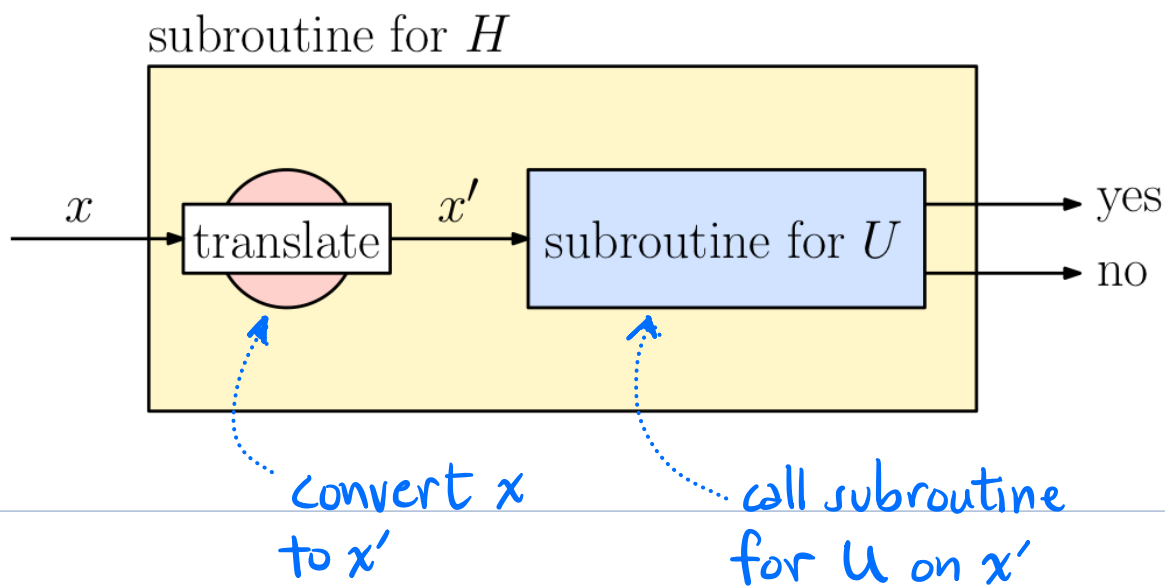 subroutine for H
x
translate
x′
subroutine for U
yes
no
convert x
to x′
call subroutine
for U on x′